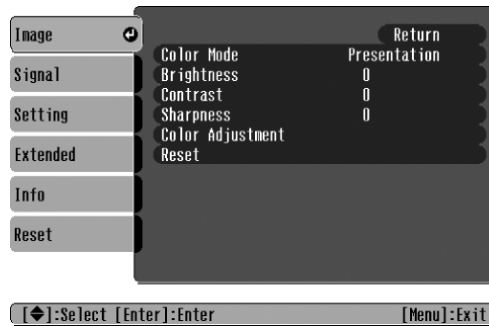 Image
Signal
Setting
Extended
Info
Reset
Return
Color Mode Presentation
Brightness 0
Contrast 0
Sharpness 0
Color Adjustment
Reset
[◆]:Select [Enter]:Enter [Menu]:Exit